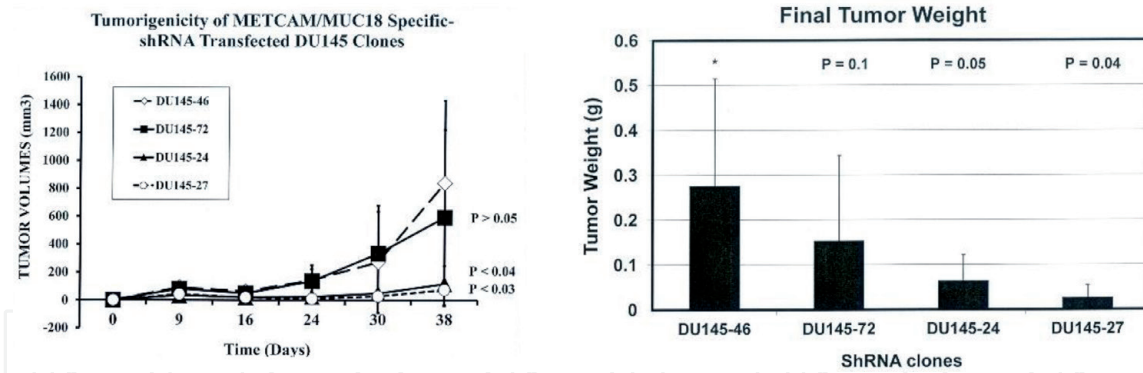 Tumorigenicity of METCAM/MUC18 Specific-
shRNA Transfected DU145 Clones
TUMOR VOLUMES (mm3)
1600
1400
1200
1000
800
600
400
200
0
-200
DU145-46
DU145-72
DU145-24
DU145-27
P > 0.05
P < 0.04
P < 0.03
0 9 16 24 30 38
Time (Days)
Final Tumor Weight
Tumor Weight (g)
0.6
0.5
0.4
0.3
0.2
0.1
0
* P = 0.1 P = 0.05 P = 0.04
DU145-46 DU145-72 DU145-24 DU145-27
ShRNA clones